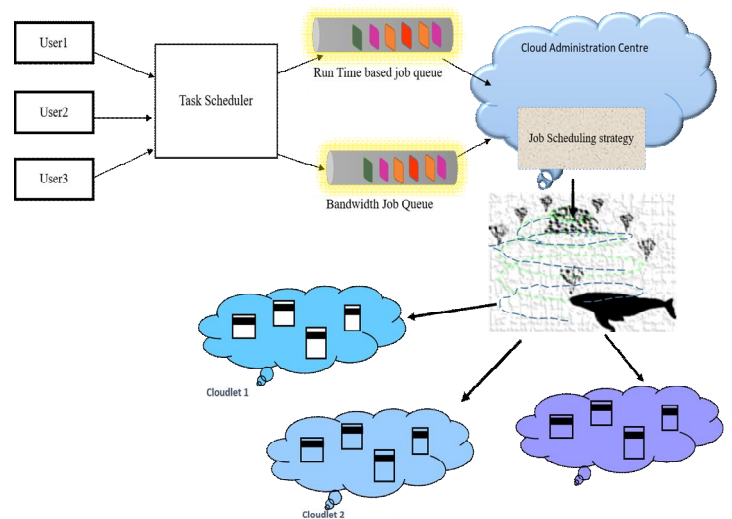 User1
User2
User3
Task Scheduler
Run Time based job queue
Bandwidth Job Queue
Cloud Administration Centre
Job Scheduling strategy
Cloudlet 1
Cloudlet 2